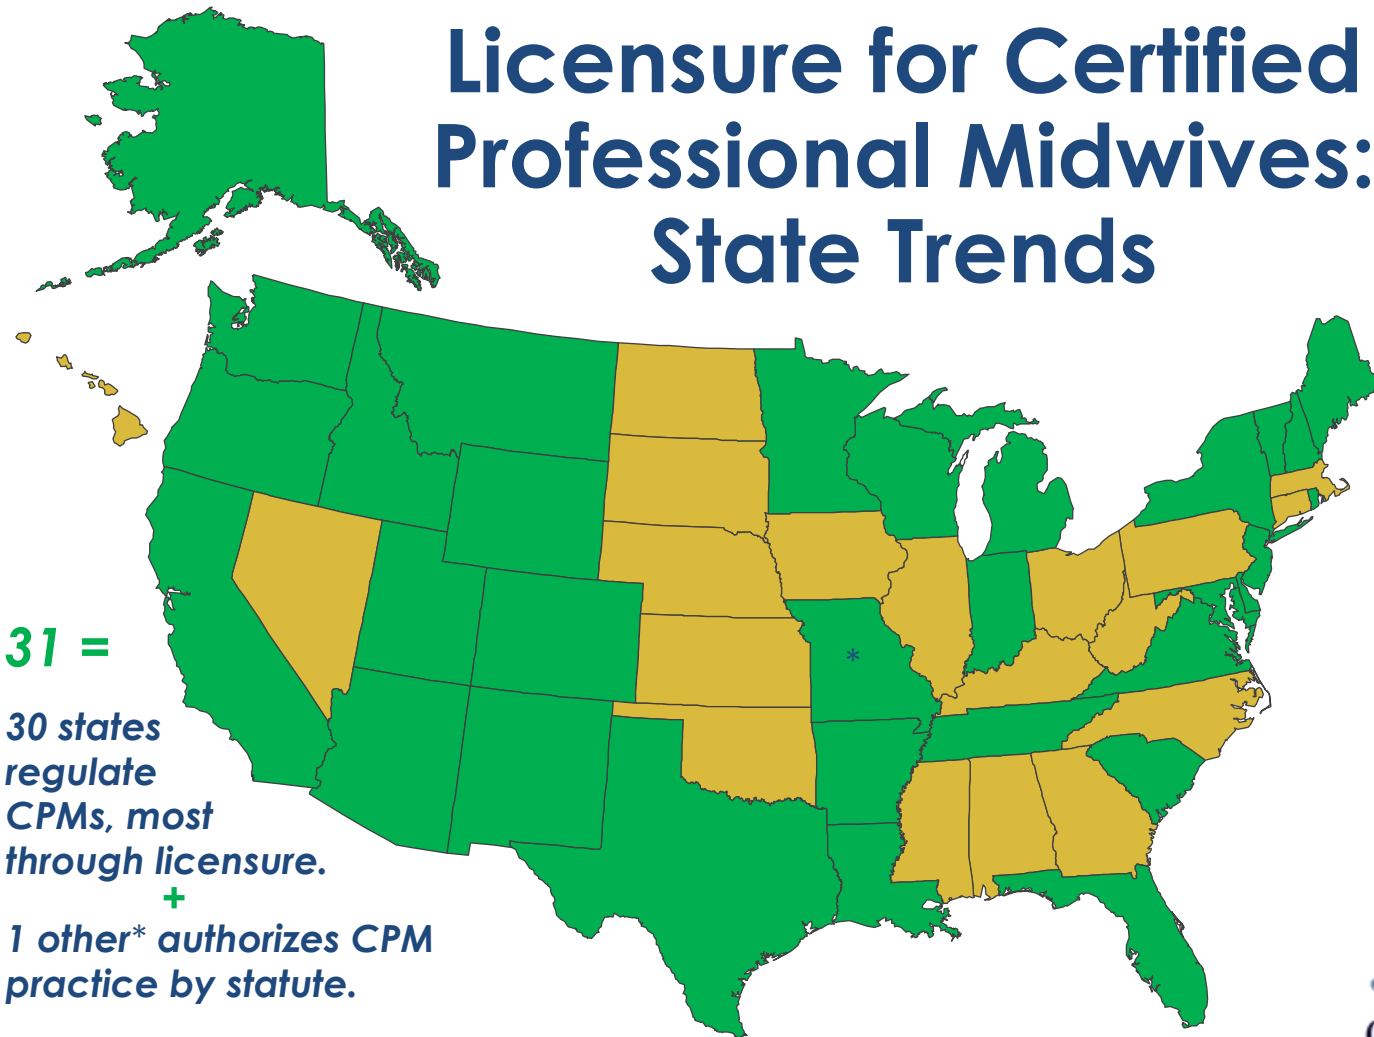 Licensure for Certified
Professional Midwives:
State Trends
*
31 =
30 states
regulate
CPMs, most
through licensure.
+
1 other* authorizes CPM
practice by statute.